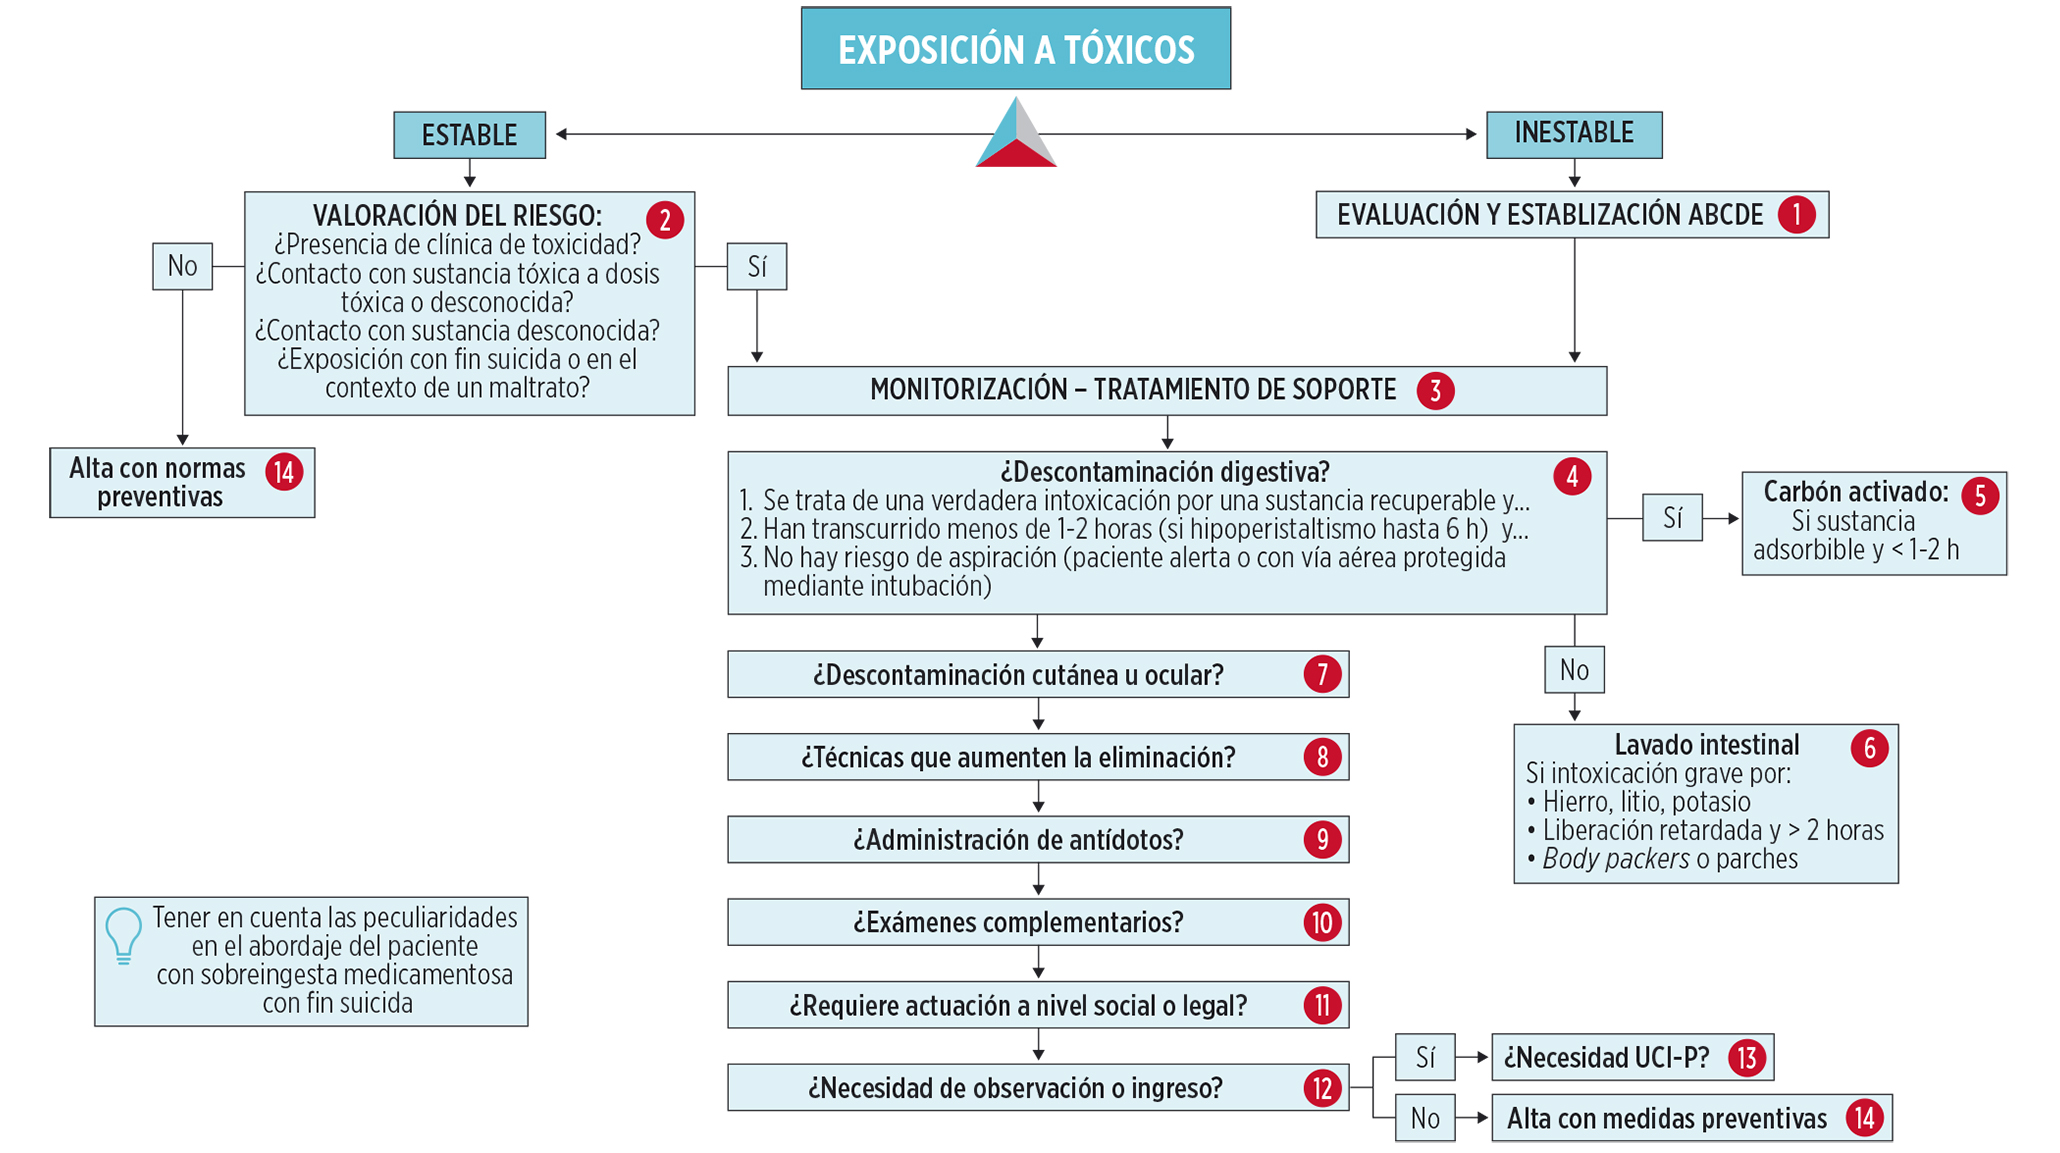 EXPOSICIÓN A TÓXICOS
ESTABLE
INESTABLE
VALORACIÓN DEL RIESGO: 2
¿Presencia de clínica de toxicidad?
¿Contacto con sustancia tóxica a dosis
tóxica o desconocida?
¿Contacto con sustancia desconocida?
¿Exposición con fin suicida o en el
contexto de un maltrato?
No
Sí
EVALUACIÓN Y ESTABLIZACIÓN ABCDE 1
MONITORIZACIÓN – TRATAMIENTO DE SOPORTE 3
Alta con normas 14
preventivas
¿Descontaminación digestiva? 4
1. Se trata de una verdadera intoxicación por una sustancia recuperable y...
2. Han transcurrido menos de 1-2 horas (si hipoperistaltismo hasta 6 h) y...
3. No hay riesgo de aspiración (paciente alerta o con vía aérea protegida
mediante intubación)
Sí
Carbón activado: 5
Si sustancia
adsorbible y < 1-2 h
No
Lavado intestinal 6
Si intoxicación grave por:
• Hierro, litio, potasio
• Liberación retardada y > 2 horas
• Body packers o parches
¿Descontaminación cutánea u ocular? 7
¿Técnicas que aumenten la eliminación? 8
¿Administración de antídotos? 9
¿Exámenes complementarios? 10
¿Requiere actuación a nivel social o legal? 11
¿Necesidad de observación o ingreso? 12
Sí
¿Necesidad UCI-P? 13
No
Alta con medidas preventivas 14
Tener en cuenta las peculiaridades
en el abordaje del paciente
con sobreingesta medicamentosa
con fin suicida